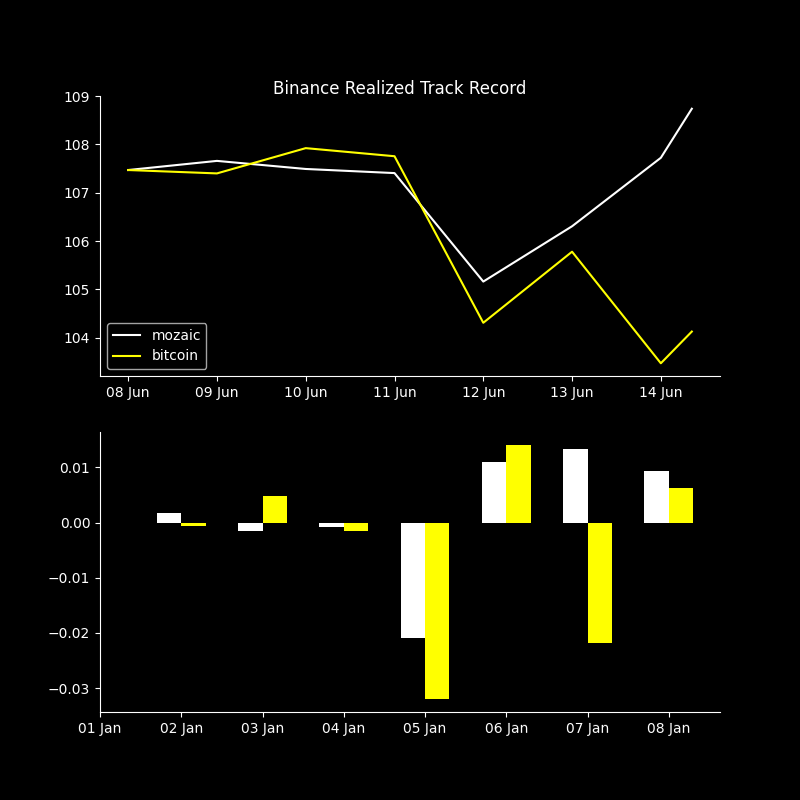 Binance Realized Track Record
109
108
107
106
105
104
mozaic
bitcoin
08 Jun 09 Jun 10 Jun 11 Jun 12 Jun 13 Jun 14 Jun
0.01
0.00
−0.01
−0.02
−0.03
01 Jan 02 Jan 03 Jan 04 Jan 05 Jan 06 Jan 07 Jan 08 Jan